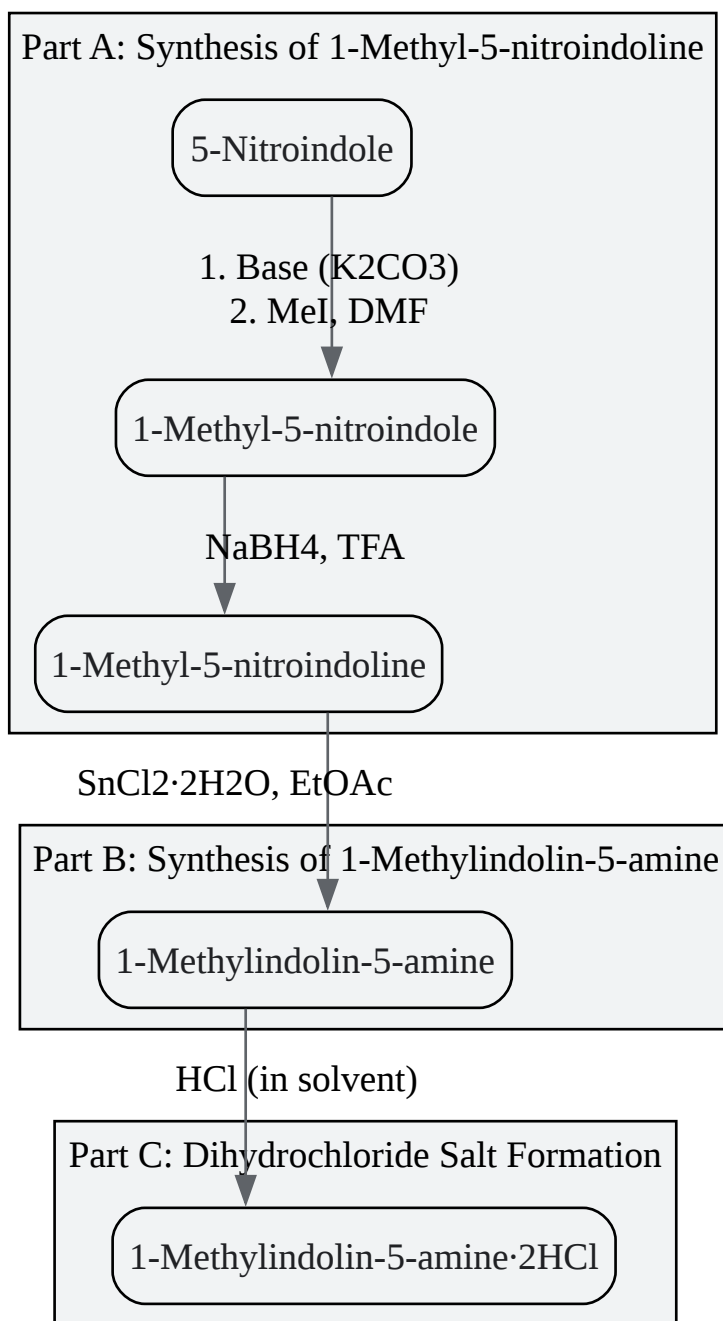 Part A: Synthesis of 1-Methyl-5-nitroindoline
5-Nitroindole
1. Base (K2CO3)
2. MeI, DMF
1-Methyl-5-nitroindole
NaBH4, TFA
1-Methyl-5-nitroindoline
SnCl2·2H2O, EtOAc
Part B: Synthesis of 1-Methylindolin-5-amine
1-Methylindolin-5-amine
HCl (in solvent)
Part C: Dihydrochloride Salt Formation
1-Methylindolin-5-amine·2HCl